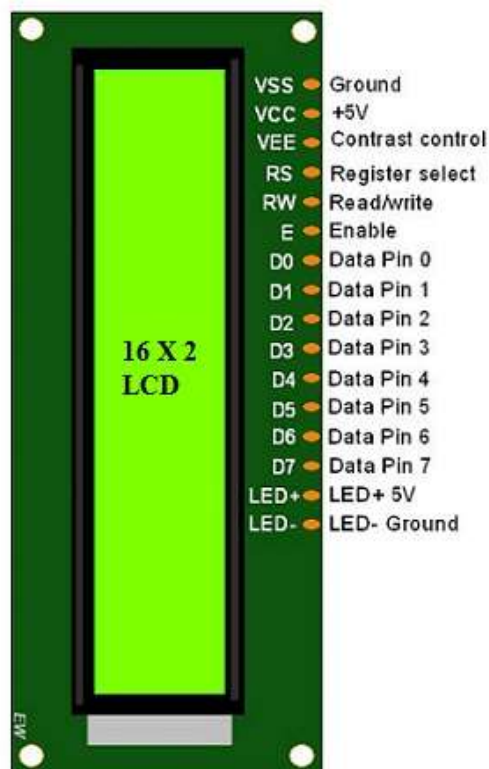 VSS Ground
VCC +5V
VEE Contrast control
RS Register select
RW Read/write
E Enable
D0 Data Pin 0
D1 Data Pin 1
D2 Data Pin 2
D3 Data Pin 3
16 X 2
LCD
D4 Data Pin 4
D5 Data Pin 5
D6 Data Pin 6
D7 Data Pin 7
LED+ LED+ 5V
LED- LED- Ground
EW